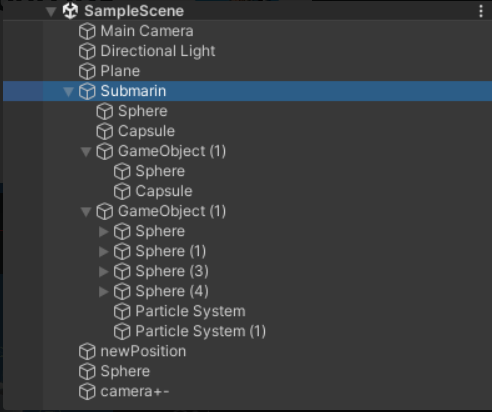 SampleScene
Main Camera
Directional Light
Plane
Submarin
Sphere
Capsule
GameObject (1)
Sphere
Capsule
GameObject (1)
Sphere
Sphere (1)
Sphere (3)
Sphere (4)
Particle System
Particle System (1)
newPosition
Sphere
camera+-